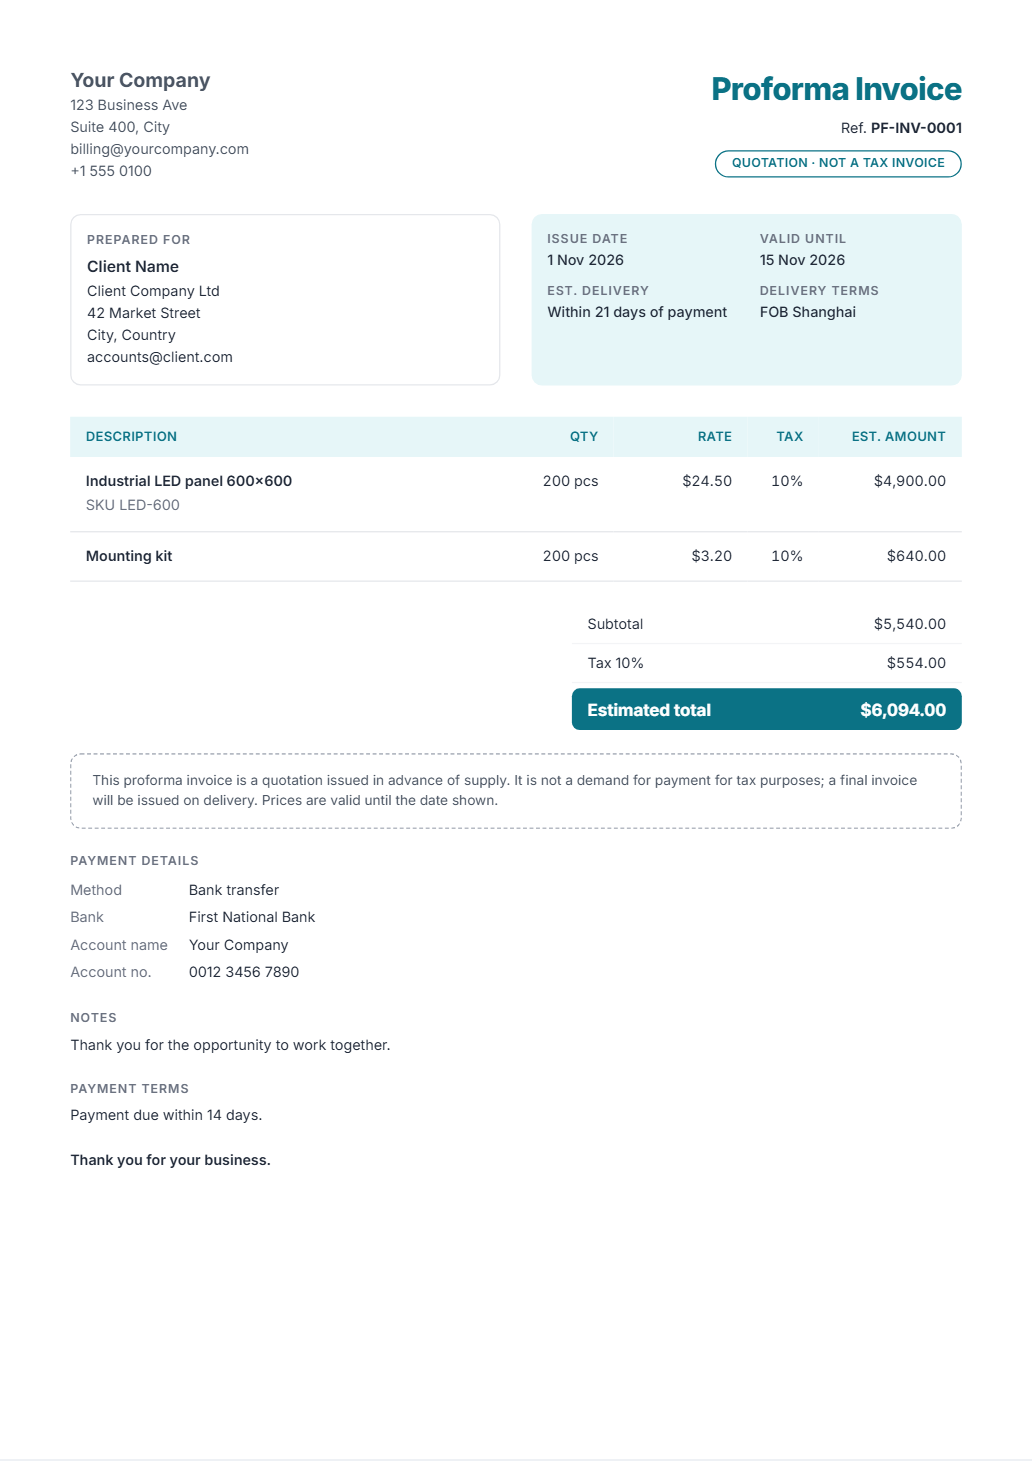 Your Company
123 Business Ave
Suite 400, City
billing@yourcompany.com
+1 555 0100
Proforma Invoice
Ref. PF-INV-0001
QUOTATION · NOT A TAX INVOICE
PREPARED FOR
Client Name
Client Company Ltd
42 Market Street
City, Country
accounts@client.com
ISSUE DATE VALID UNTIL
1 Nov 2026 15 Nov 2026
EST. DELIVERY DELIVERY TERMS
Within 21 days of payment FOB Shanghai
DESCRIPTION QTY RATE TAX EST. AMOUNT
Industrial LED panel 600×600 200 pcs $24.50 10% $4,900.00
SKU LED-600
Mounting kit 200 pcs $3.20 10% $640.00
Subtotal $5,540.00
Tax 10% $554.00
Estimated total $6,094.00
This proforma invoice is a quotation issued in advance of supply. It is not a demand for payment for tax purposes; a final invoice
will be issued on delivery. Prices are valid until the date shown.
PAYMENT DETAILS
Method Bank transfer
Bank First National Bank
Account name Your Company
Account no. 0012 3456 7890
NOTES
Thank you for the opportunity to work together.
PAYMENT TERMS
Payment due within 14 days.
Thank you for your business.